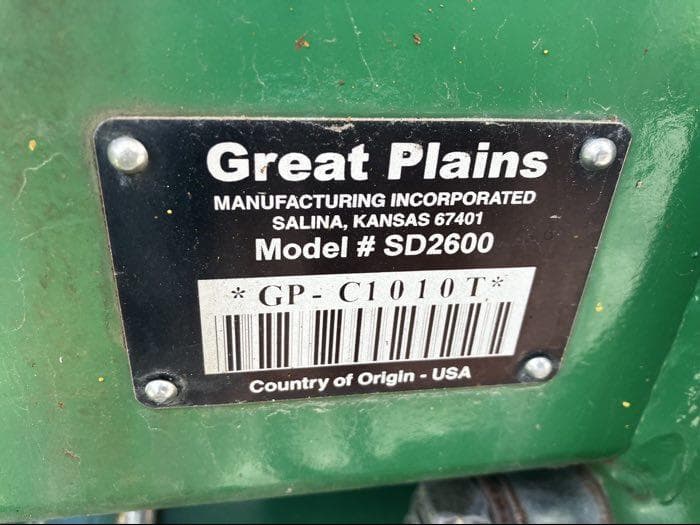 Great Plains
MANUFACTURING INCORPORATED
SALINA, KANSAS 67401
Model # SD2600
*GP-C1010T*
Country of Origin - USA